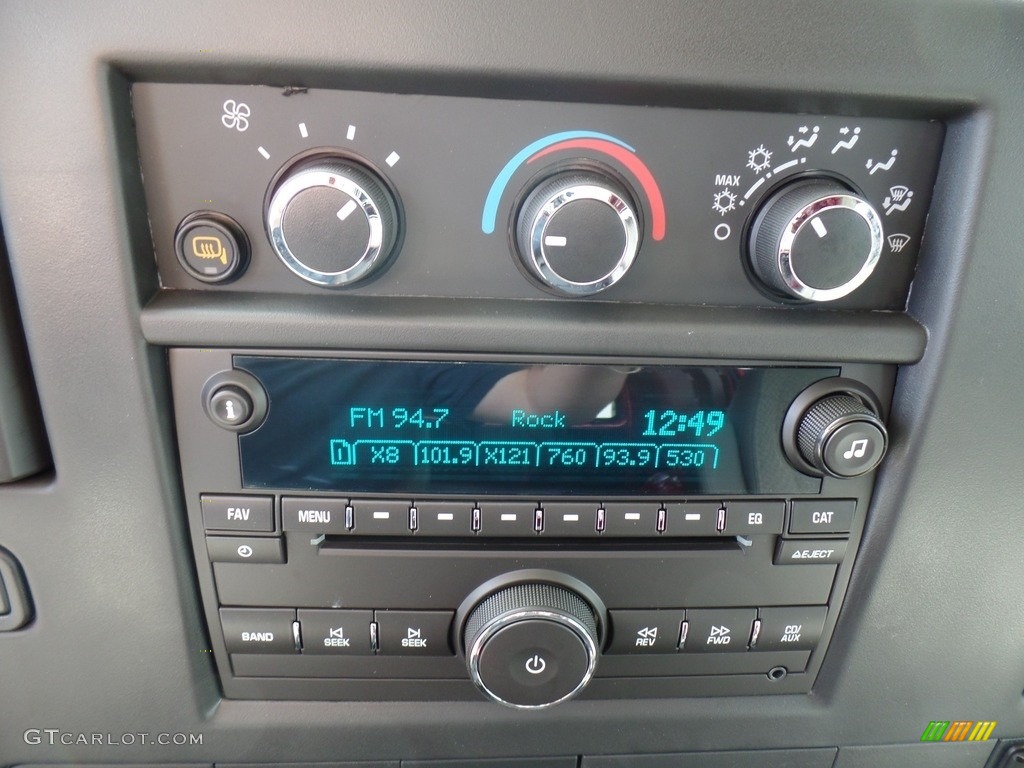 MAX
i
FM 94.7 Rock 12:49
1 X8 101.9 X121 760 93.9 530
FAV MENU EQ CAT
EJECT
BAND SEEK SEEK REV FWD CD/
AUX
GTCARLOT.COM